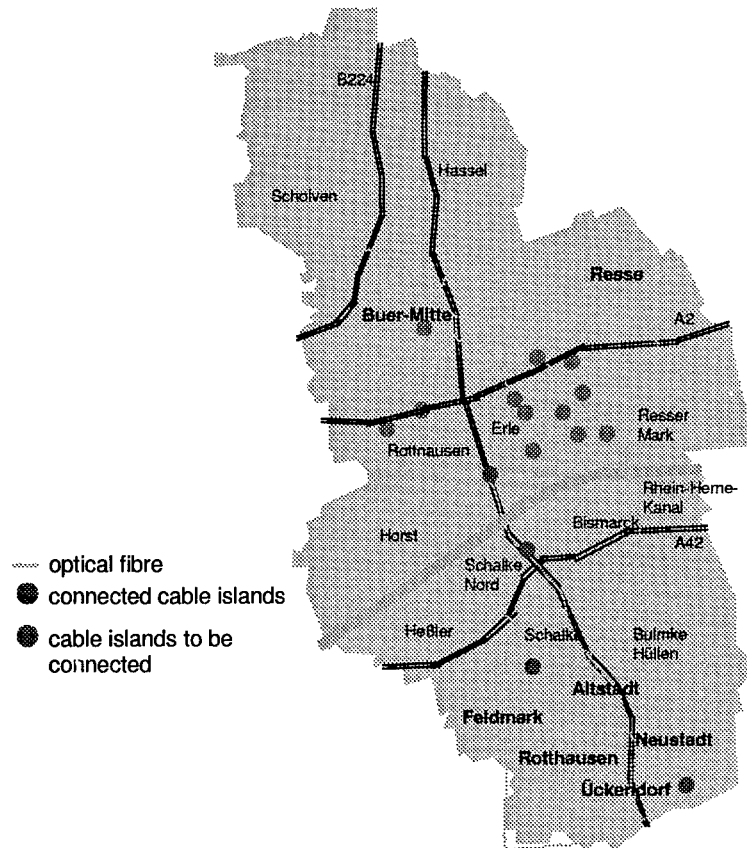 B224
Hassel
Scholven
Resse
Buer-Mitte
A2
Resser
Mark
Erle
Rottnausen
Rhein-Herne-
Kanal
Bismarck
Horst
A42
Schalke
Nord
optical fibre
connected cable islands
cable islands to be
connected
Heßler
Schalke
Bulmke
Hüllen
Altstadt
Feldmark
Neustadt
Rotthausen
Ückendorf